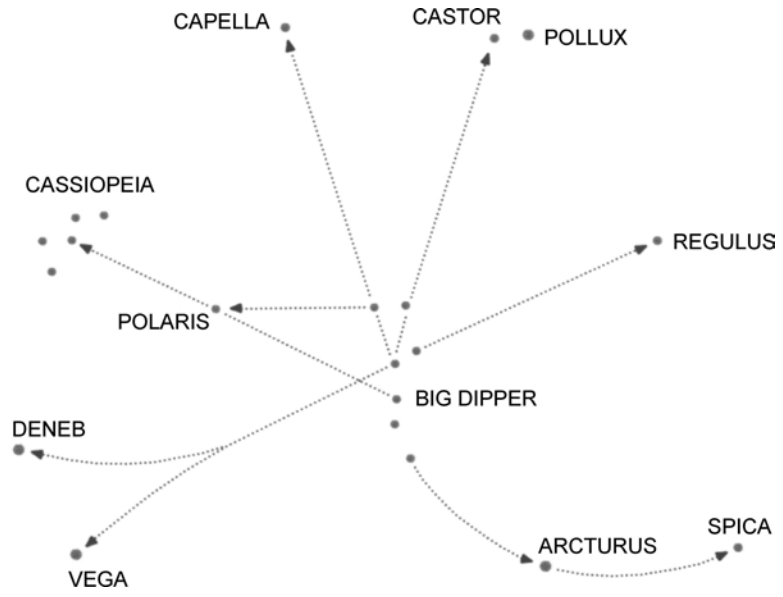 CAPELLA
CASTOR
POLLUX
CASSIOPEIA
REGULUS
POLARIS
BIG DIPPER
DENEB
SPICA
ARCTURUS
VEGA